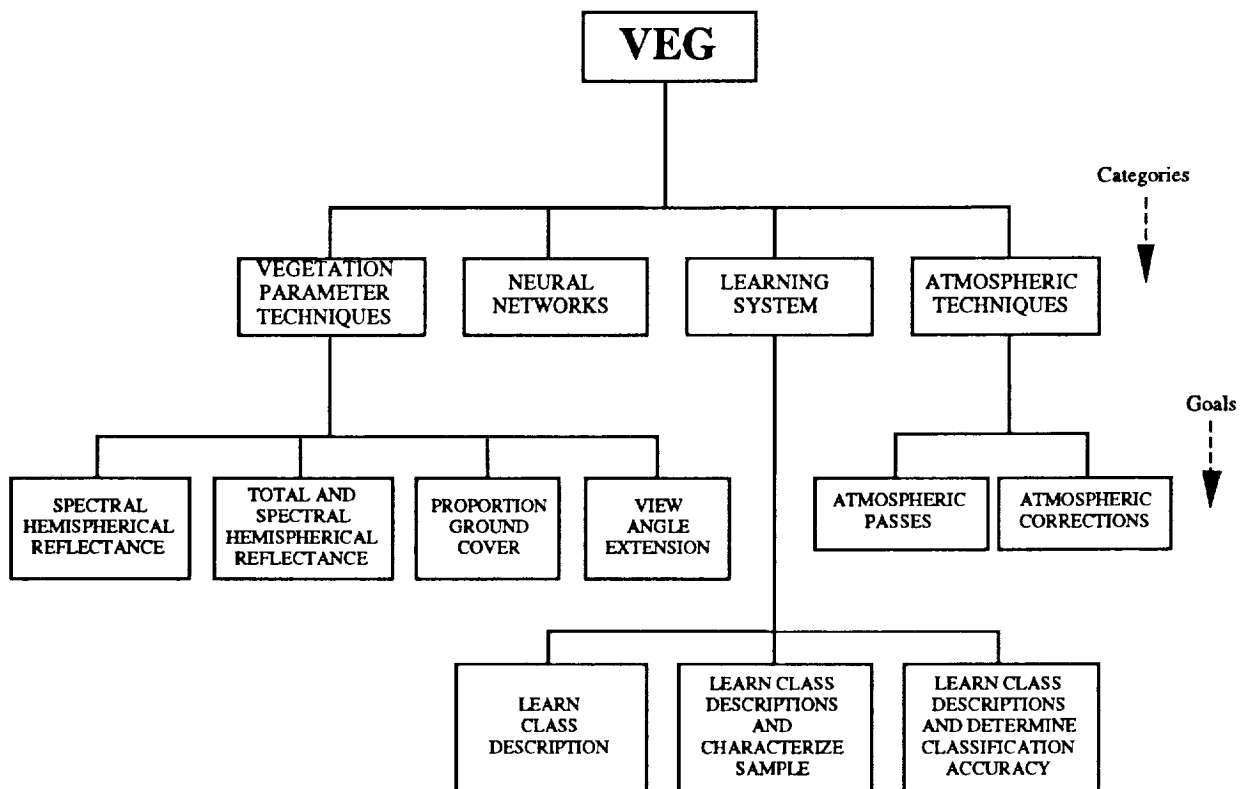 VEG
Categories
VEGETATION
PARAMETER
TECHNIQUES
NEURAL
NETWORKS
LEARNING
SYSTEM
ATMOSPHERIC
TECHNIQUES
Goals
SPECTRAL
HEMISPHERICAL
REFLECTANCE
TOTAL AND
SPECTRAL
HEMISPHERICAL
REFLECTANCE
PROPORTION
GROUND
COVER
VIEW
ANGLE
EXTENSION
ATMOSPHERIC
PASSES
ATMOSPHERIC
CORRECTIONS
LEARN
CLASS
DESCRIPTION
LEARN CLASS
DESCRIPTIONS
AND
CHARACTERIZE
SAMPLE
LEARN CLASS
DESCRIPTIONS
AND DETERMINE
CLASSIFICATION
ACCURACY